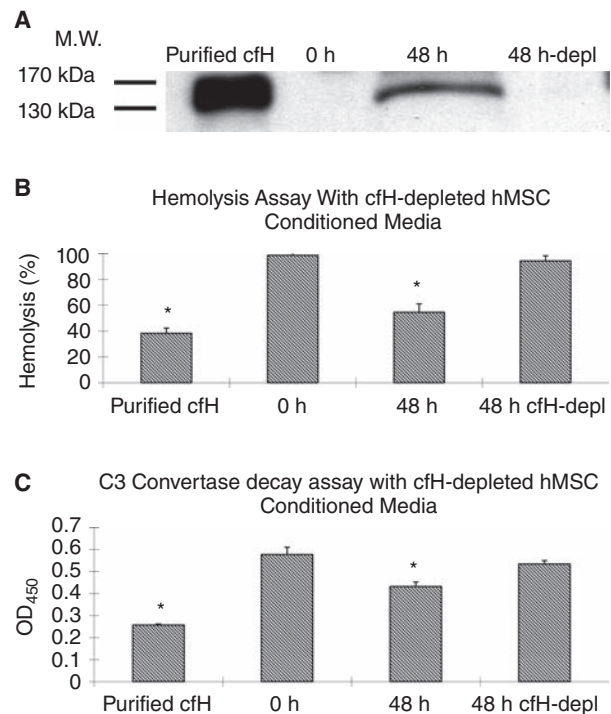 A
M.W.
Purified cfH 0 h 48 h 48 h-depl
170 kDa
130 kDa
B
Hemolysis Assay With cfH-depleted hMSC
Conditioned Media
Hemolysis (%)
100
80
60
40
20
0
*
*
Purified cfH 0 h 48 h 48 h cfH-depl
C
C3 Convertase decay assay with cfH-depleted hMSC
Conditioned Media
OD450
0.7
0.6
0.5
0.4
0.3
0.2
0.1
0
*
*
Purified cfH 0 h 48 h 48 h cfH-depl